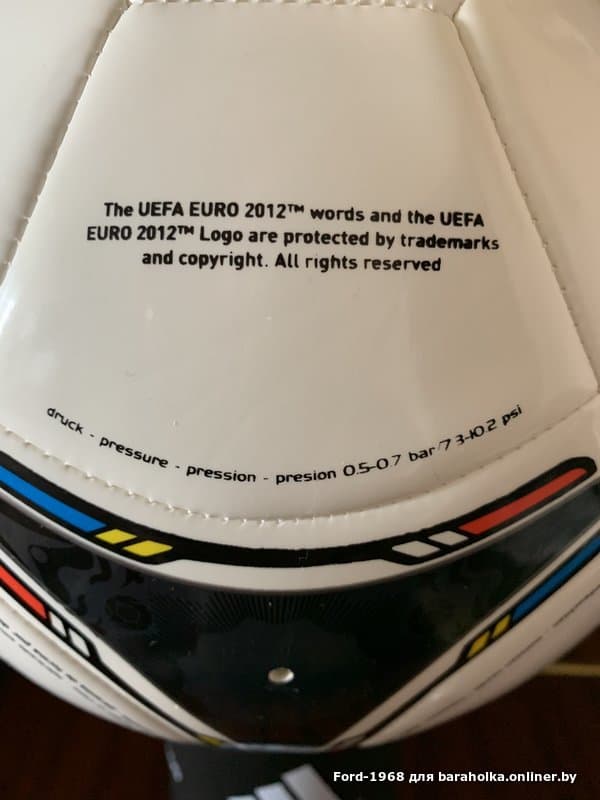 The UEFA EURO 2012™ words and the UEFA
EURO 2012™ Logo are protected by trademarks
and copyright. All rights reserved
druck - pressure - pression - presion 0.5-0.7 bar/7.3-10.2 psi
Ford-1968 для baraholka.onliner.by